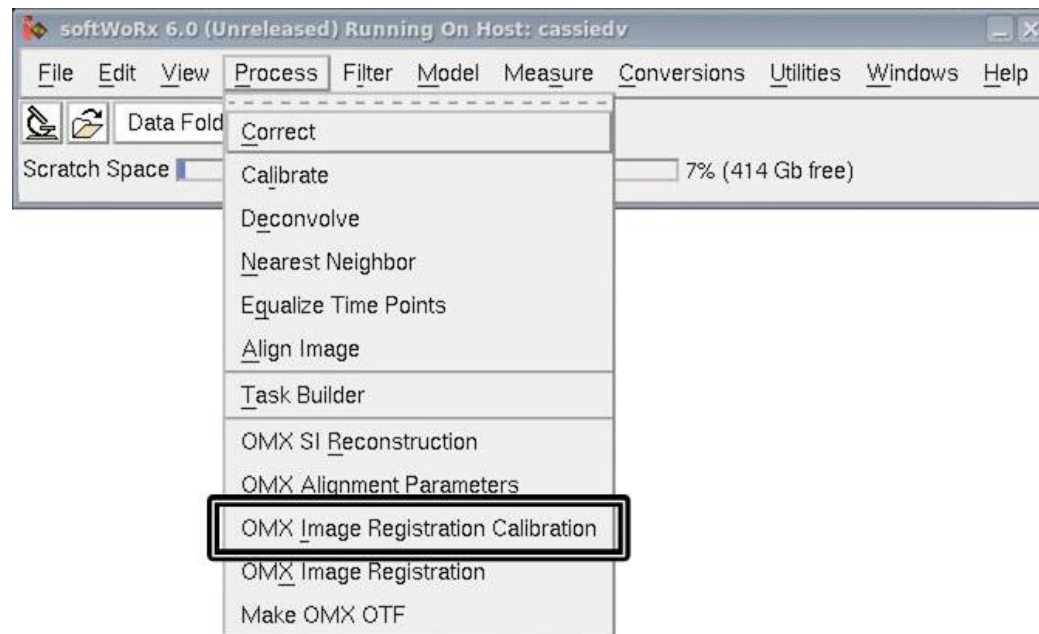 softWoRx 6.0 (Unreleased) Running On Host: cassiedv
File Edit View Process Filter Model Measure Conversions Utilities Windows Help
Data Fold
Scratch Space 7% (414 Gb free)
Correct
Calibrate
Deconvolve
Nearest Neighbor
Equalize Time Points
Align Image
Task Builder
OMX SI Reconstruction
OMX Alignment Parameters
OMX Image Registration Calibration
OMX Image Registration
Make OMX OTF